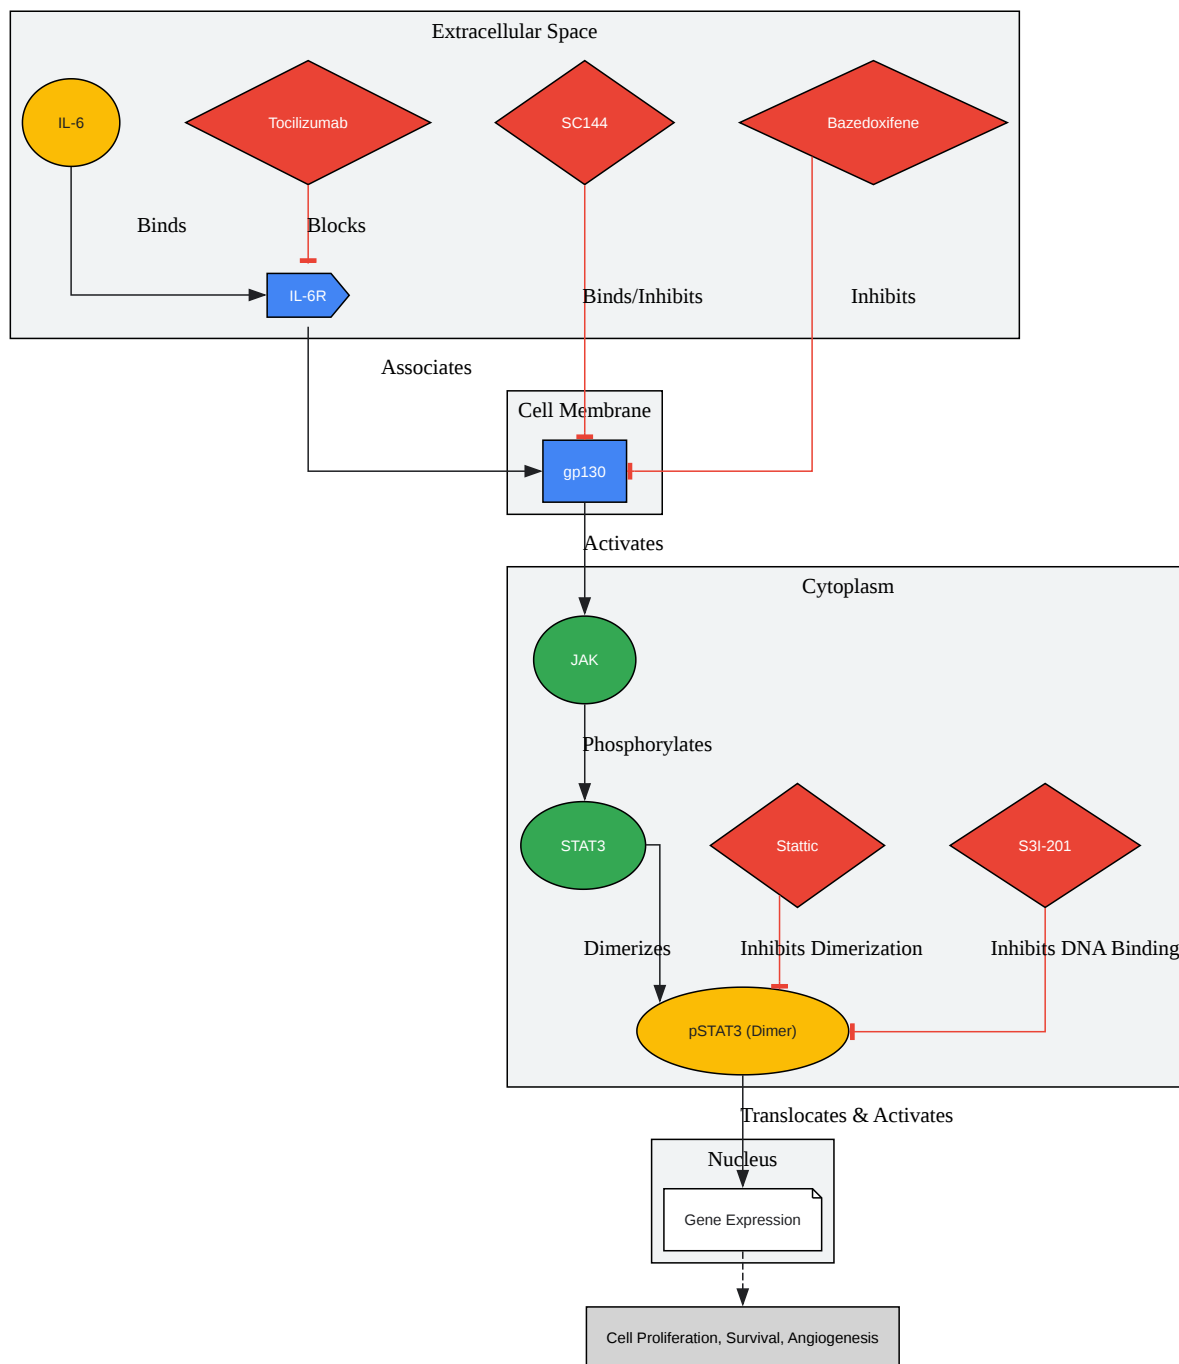 Extracellular Space
IL-6
Tocilizumab
SC144
Bazedoxifene
Binds
Blocks
IL-6R
Binds/Inhibits
Inhibits
Associates
Cell Membrane
gp130
Activates
Cytoplasm
JAK
Phosphorylates
STAT3
Stattic
S3I-201
Dimerizes
Inhibits Dimerization
Inhibits DNA Binding
pSTAT3 (Dimer)
Translocates & Activates
Nucleus
Gene Expression
Cell Proliferation, Survival, Angiogenesis